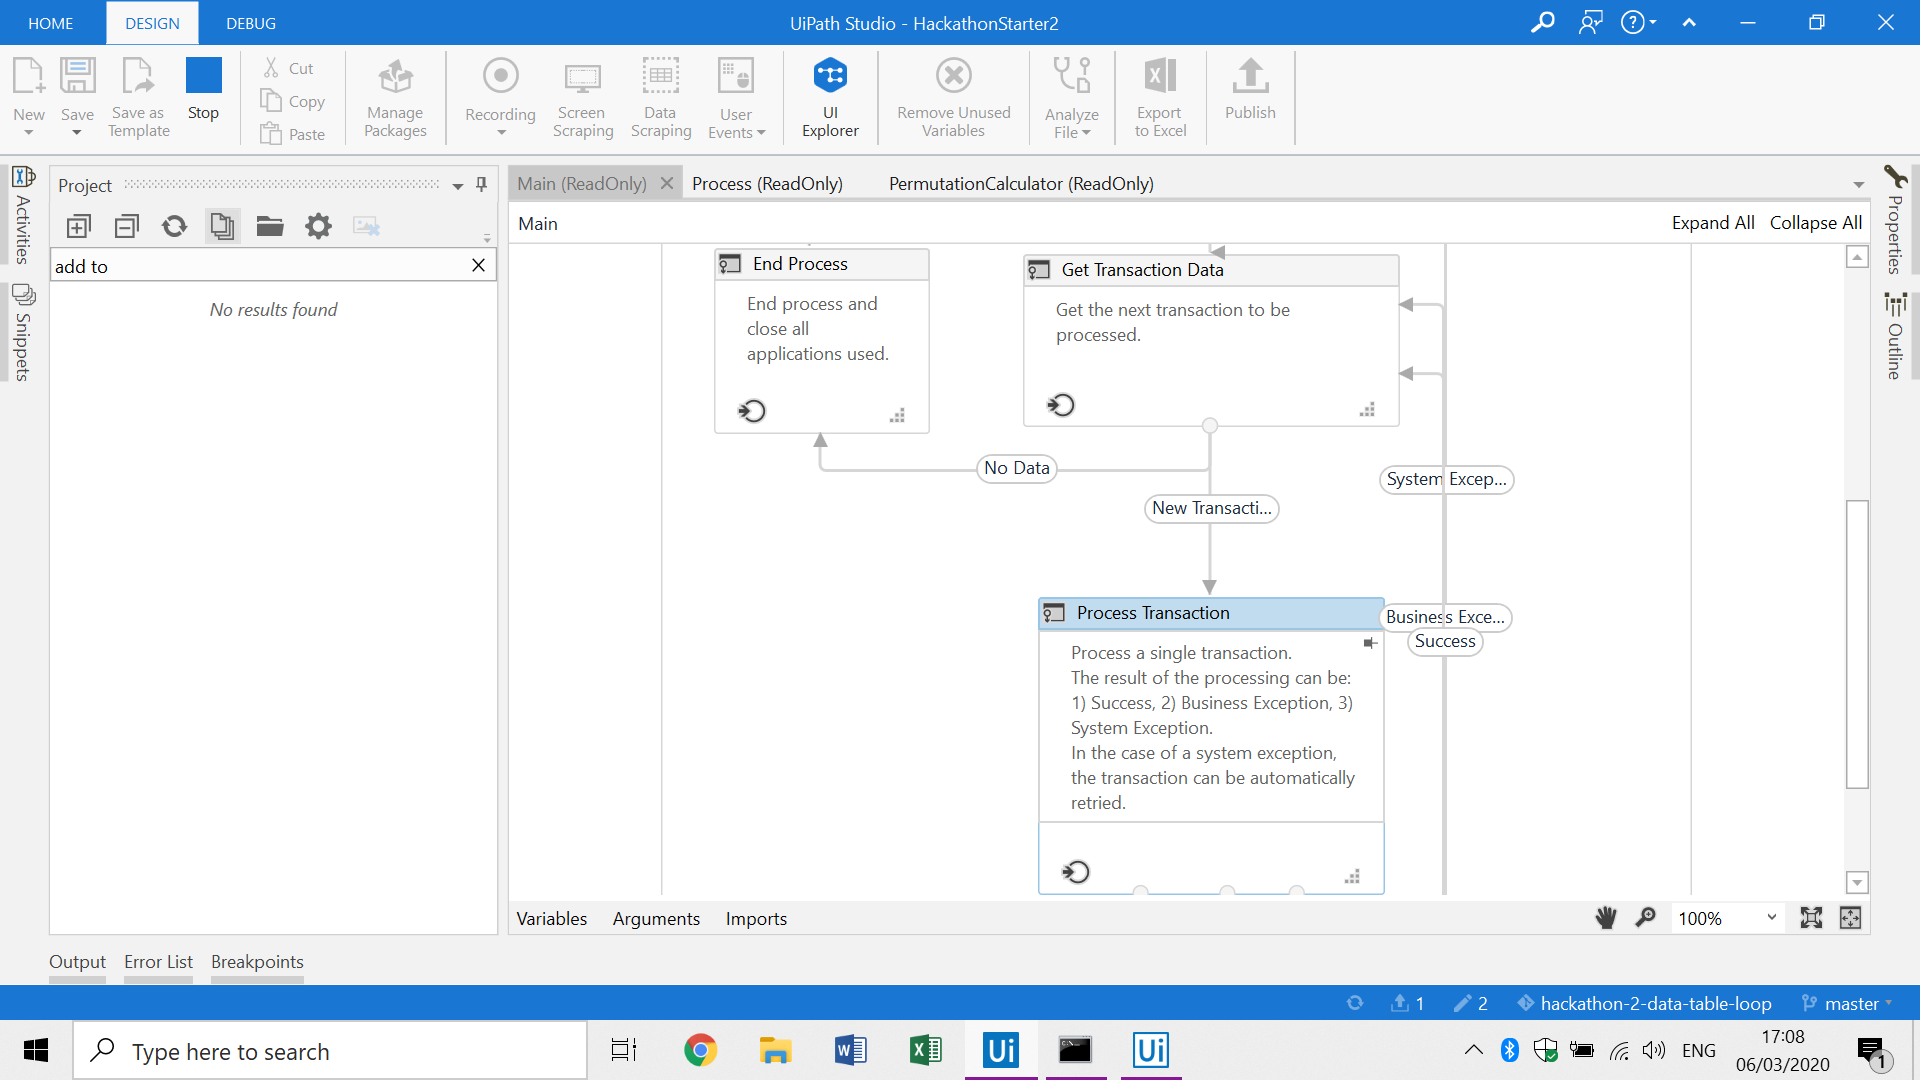 HOME
DESIGN
DEBUG
UiPath Studio - HackathonStarter2
New
Save
Save as
Template
Stop
Cut
Copy
Paste
Manage
Packages
Recording
Screen
Scraping
Data
Scraping
User
Events
UI
Explorer
Remove Unused
Variables
Analyze
File
Export
to Excel
Publish
Activities
Snippets
Project
add to
No results found
Main (ReadOnly)
Process (ReadOnly)
PermutationCalculator (ReadOnly)
Main
Expand All
Collapse All
Properties
Outline
End Process
End process and
close all
applications used.
Get Transaction Data
Get the next transaction to be
processed.
No Data
New Transacti...
System Excep...
Process Transaction
Process a single transaction.
The result of the processing can be:
1) Success, 2) Business Exception, 3)
System Exception.
In the case of a system exception,
the transaction can be automatically
retried.
Business Exce...
Success
Variables
Arguments
Imports
100%
Output
Error List
Breakpoints
1
2
hackathon-2-data-table-loop
master
Type here to search
Ui
Ui
ENG
17:08
06/03/2020
1